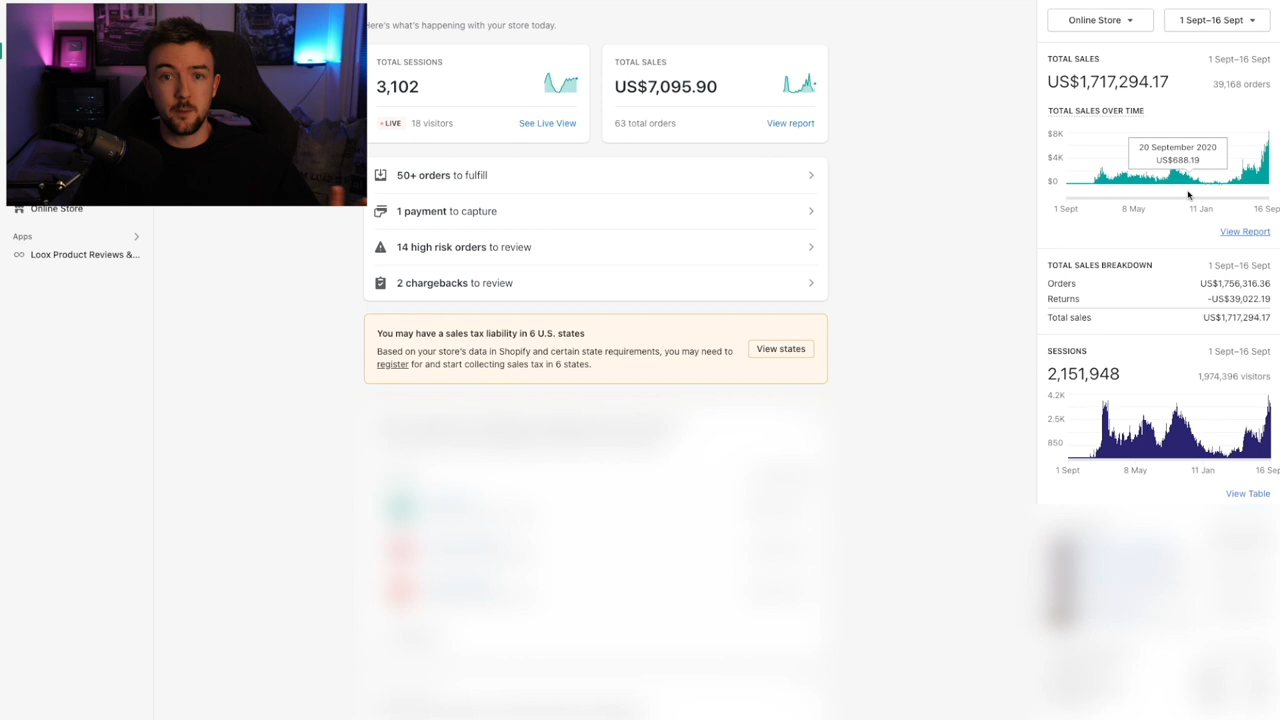 Here's what's happening with your store today.
TOTAL SESSIONS
3,102
LIVE 18 visitors See Live View
TOTAL SALES
US$7,095.90
63 total orders View report
50+ orders to fulfill
1 payment to capture
14 high risk orders to review
2 chargebacks to review
You may have a sales tax liability in 6 U.S. states
Based on your store's data in Shopify and certain state requirements, you may need to
register for and start collecting sales tax in 6 states.
View states
Online Store
Apps
Loox Product Reviews &...
Online Store
1 Sept–16 Sept
TOTAL SALES 1 Sept–16 Sept
US$1,717,294.17 39,168 orders
TOTAL SALES OVER TIME
$8K
$4K
$0
20 September 2020
US$688.19
1 Sept 8 May 11 Jan 16 Sep
View Report
TOTAL SALES BREAKDOWN 1 Sept–16 Sept
Orders US$1,756,316.36
Returns -US$39,022.19
Total sales US$1,717,294.17
SESSIONS 1 Sept–16 Sept
2,151,948 1,974,396 visitors
4.2K
2.5K
850
1 Sept 8 May 11 Jan 16 Sep
View Table